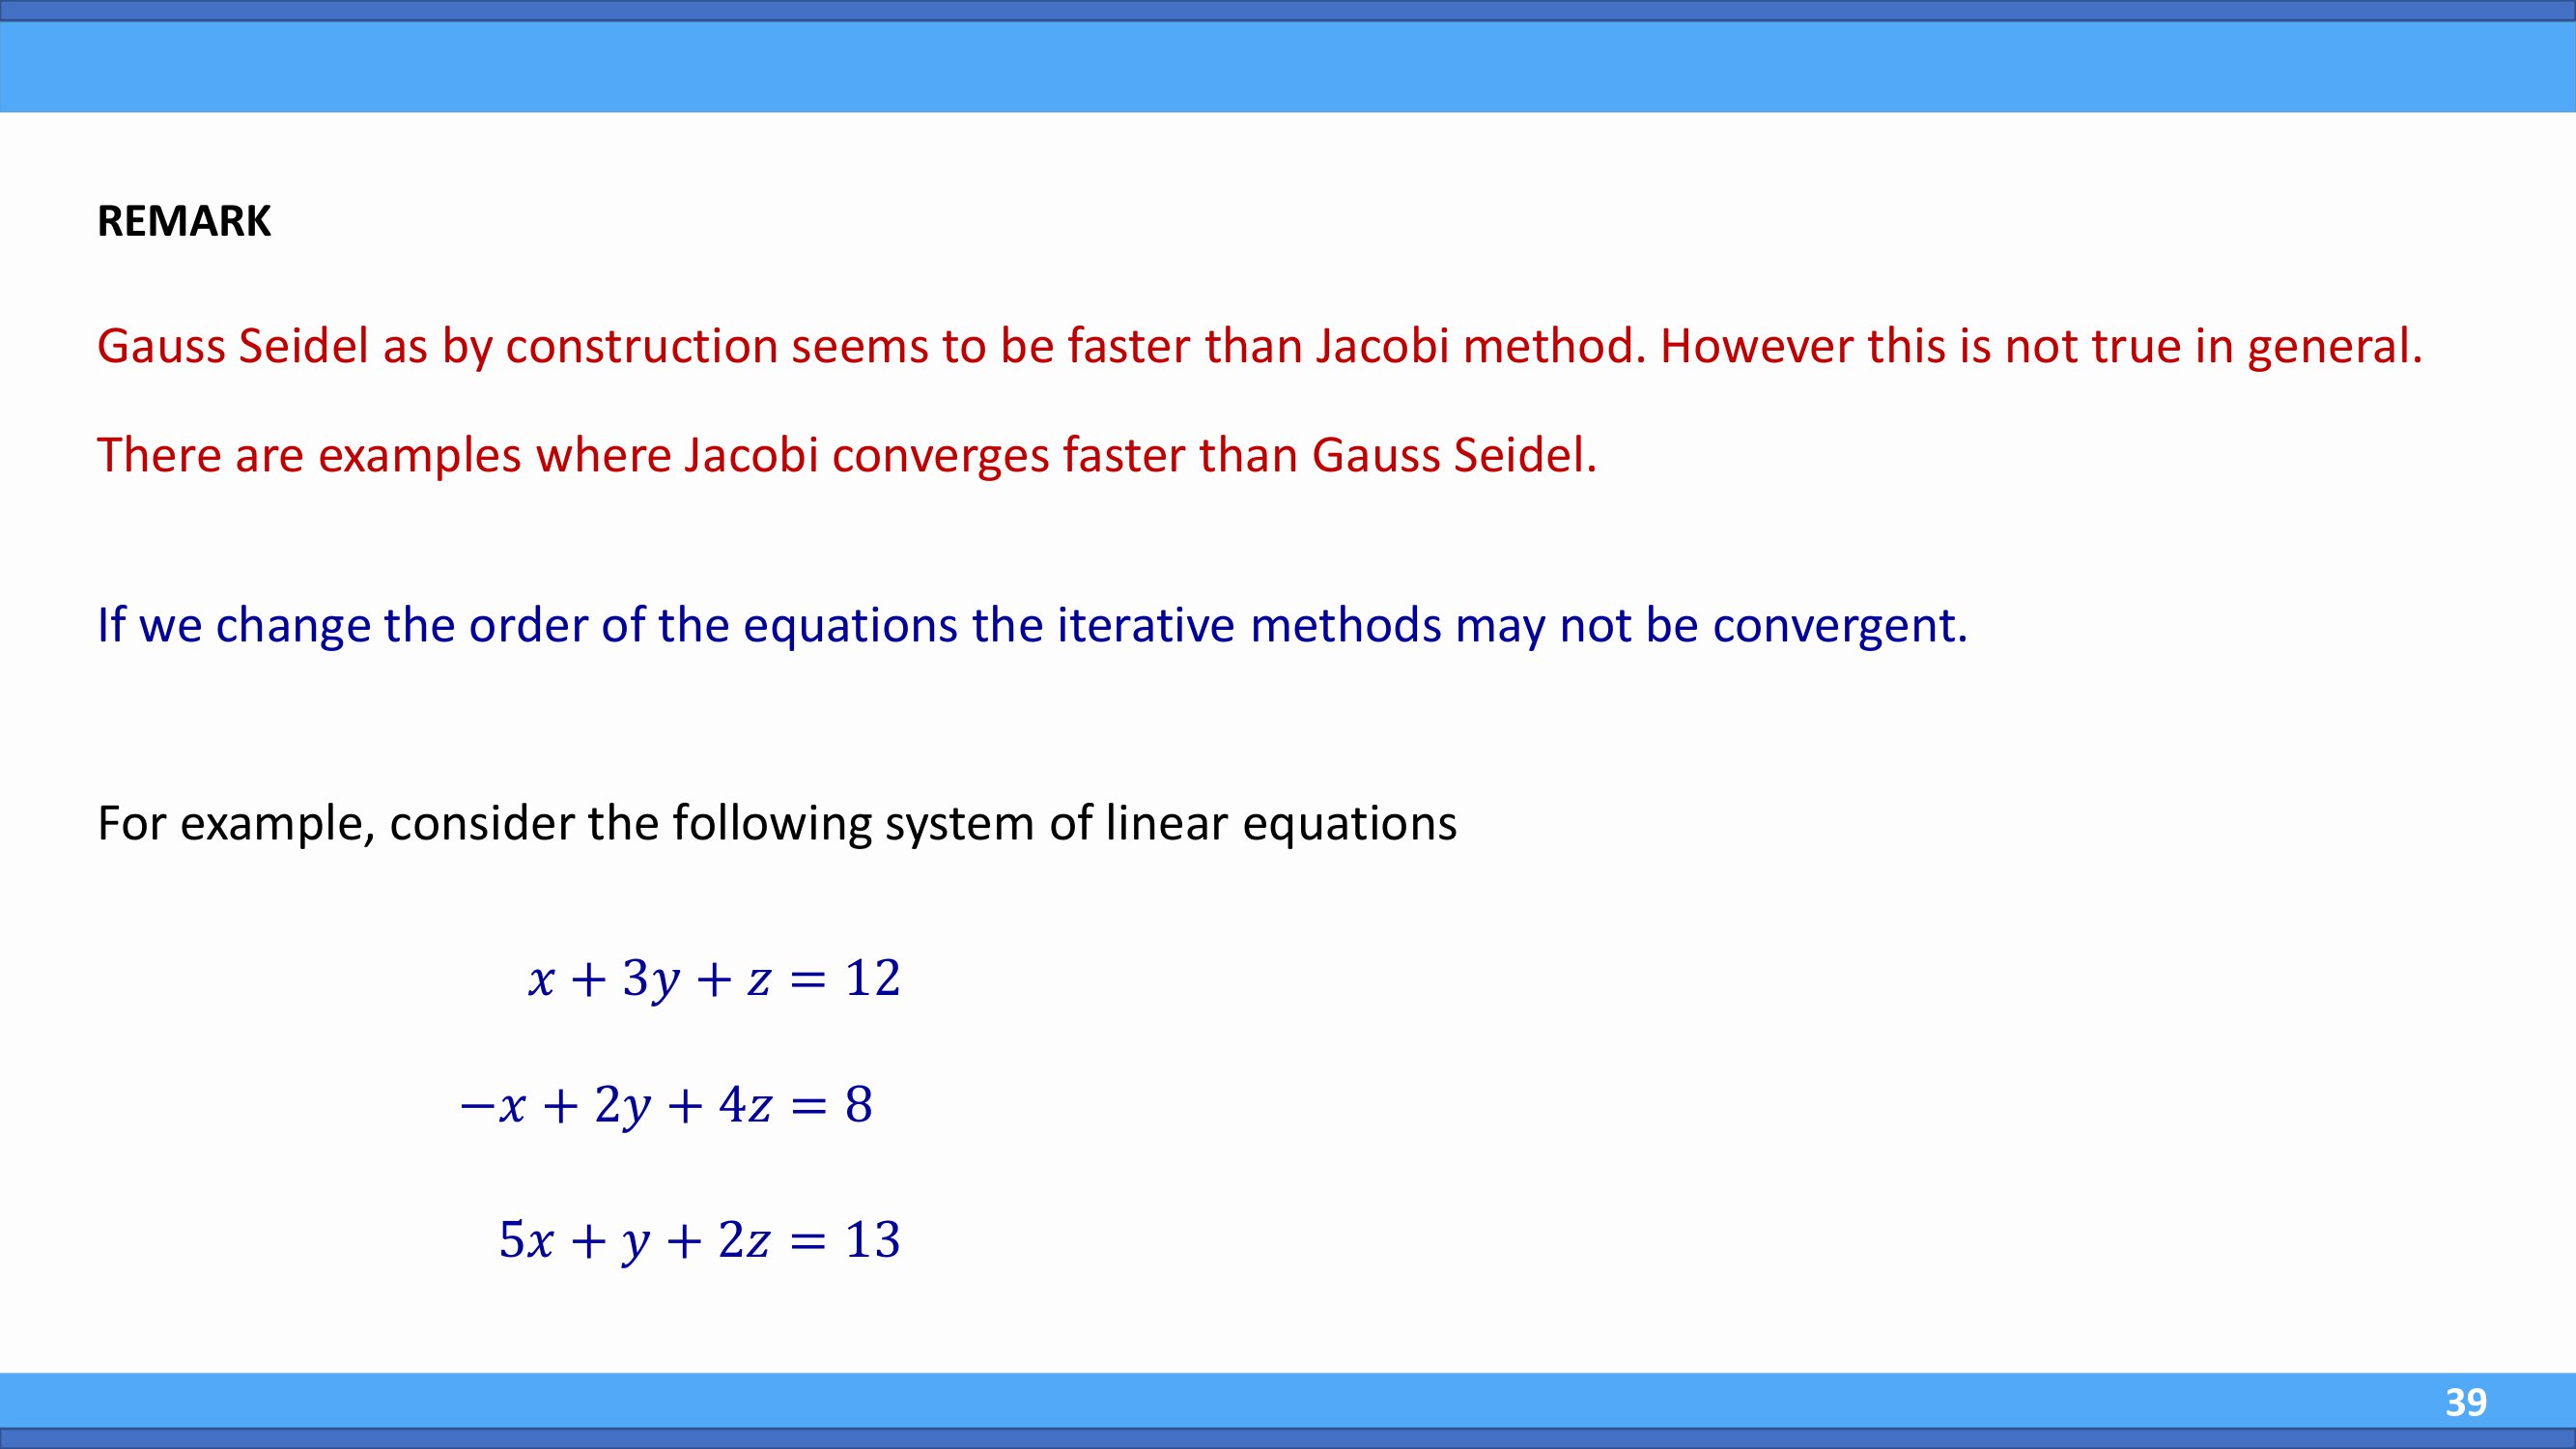 REMARK
Gauss Seidel as by construction seems to be faster than Jacobi method. However this is not true in general.
There are examples where Jacobi converges faster than Gauss Seidel.
If we change the order of the equations the iterative methods may not be convergent.
For example, consider the following system of linear equations
x + 3y + z = 12
−x + 2y + 4z = 8
5x + y + 2z = 13
39